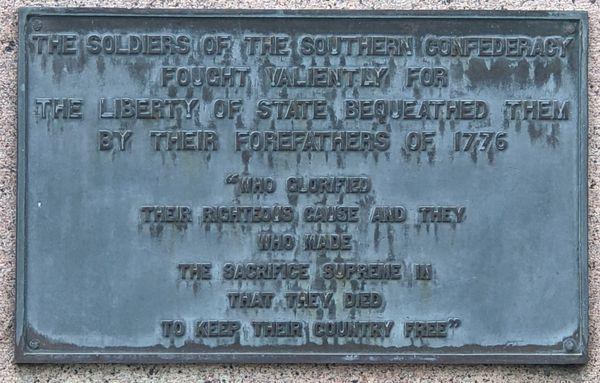 THE SOLDIERS OF THE SOUTHERN CONFEDERACY
FOUGHT VALIENTLY FOR
THE LIBERTY OF STATE BEQUEATHED THEM
BY THEIR FOREFATHERS OF 1776
“WHO GLORIFIED
THEIR RIGHTEOUS CAUSE AND THEY
WHO MADE
THE SACRIFICE SUPREME IN
THAT THEY DIED
TO KEEP THEIR COUNTRY FREE”